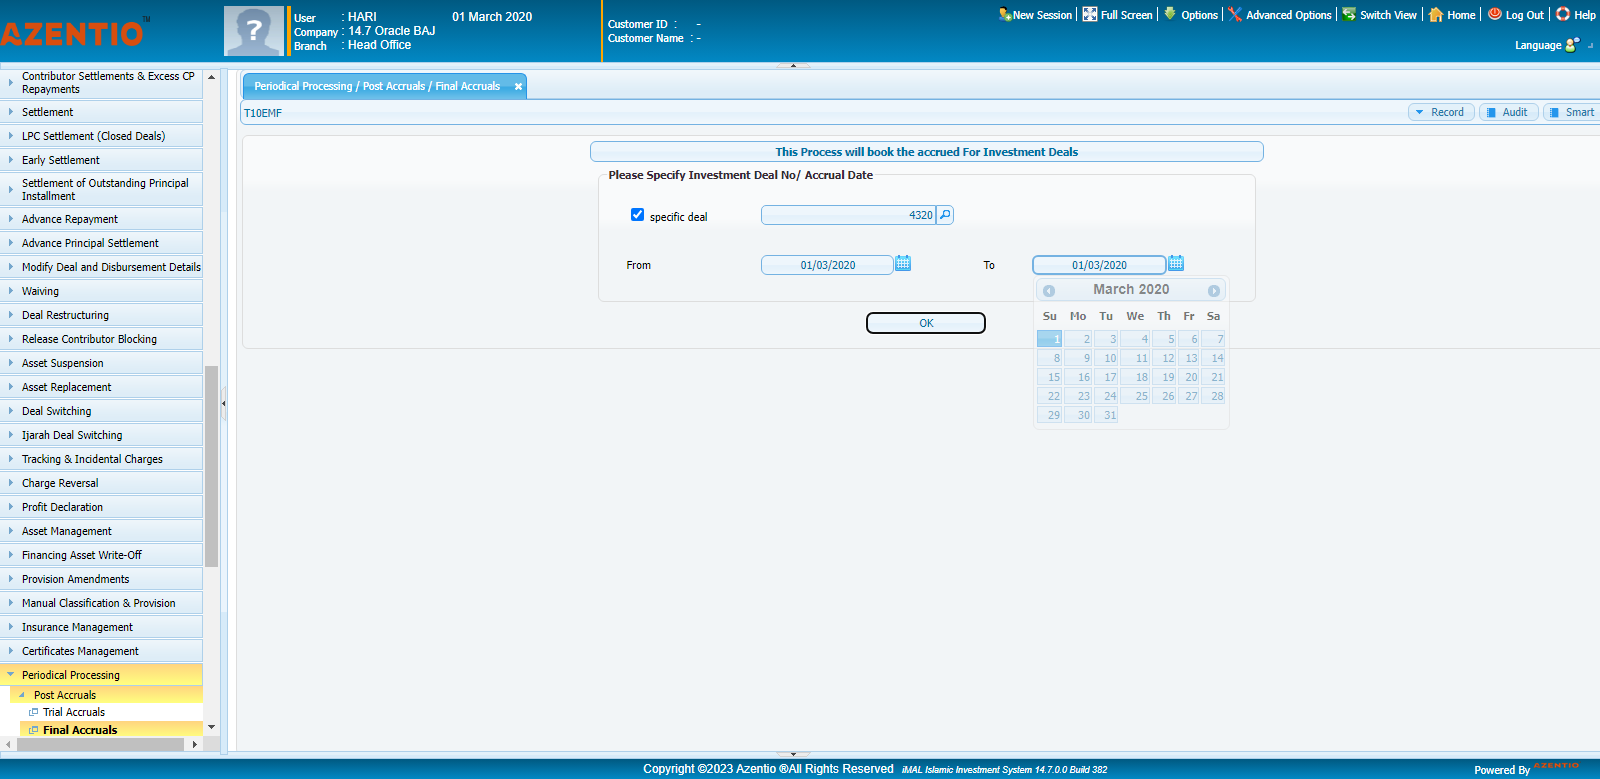 AZENTIO™
?
User : HARI 01 March 2020
Company : 14.7 Oracle BAJ
Branch : Head Office
Customer ID : -
Customer Name : -
New Session Full Screen Options Advanced Options Switch View Home Log Out Help
Language
Contributor Settlements & Excess CP
Repayments
Settlement
LPC Settlement (Closed Deals)
Early Settlement
Settlement of Outstanding Principal
Installment
Advance Repayment
Advance Principal Settlement
Modify Deal and Disbursement Details
Waiving
Deal Restructuring
Release Contributor Blocking
Asset Suspension
Asset Replacement
Deal Switching
Ijarah Deal Switching
Tracking & Incidental Charges
Charge Reversal
Profit Declaration
Asset Management
Financing Asset Write-Off
Provision Amendments
Manual Classification & Provision
Insurance Management
Certificates Management
Periodical Processing
Post Accruals
Trial Accruals
Final Accruals
Periodical Processing / Post Accruals / Final Accruals
T10EMF
Record Audit Smart
This Process will book the accrued For Investment Deals
Please Specify Investment Deal No/ Accrual Date
specific deal 4320
From 01/03/2020 To 01/03/2020
March 2020
Su Mo Tu We Th Fr Sa
1 2 3 4 5 6 7
8 9 10 11 12 13 14
15 16 17 18 19 20 21
22 23 24 25 26 27 28
29 30 31
OK
Copyright ©2023 Azentio ®All Rights Reserved iMAL Islamic Investment System 14.7.0.0 Build 382
Powered By AZENTIO